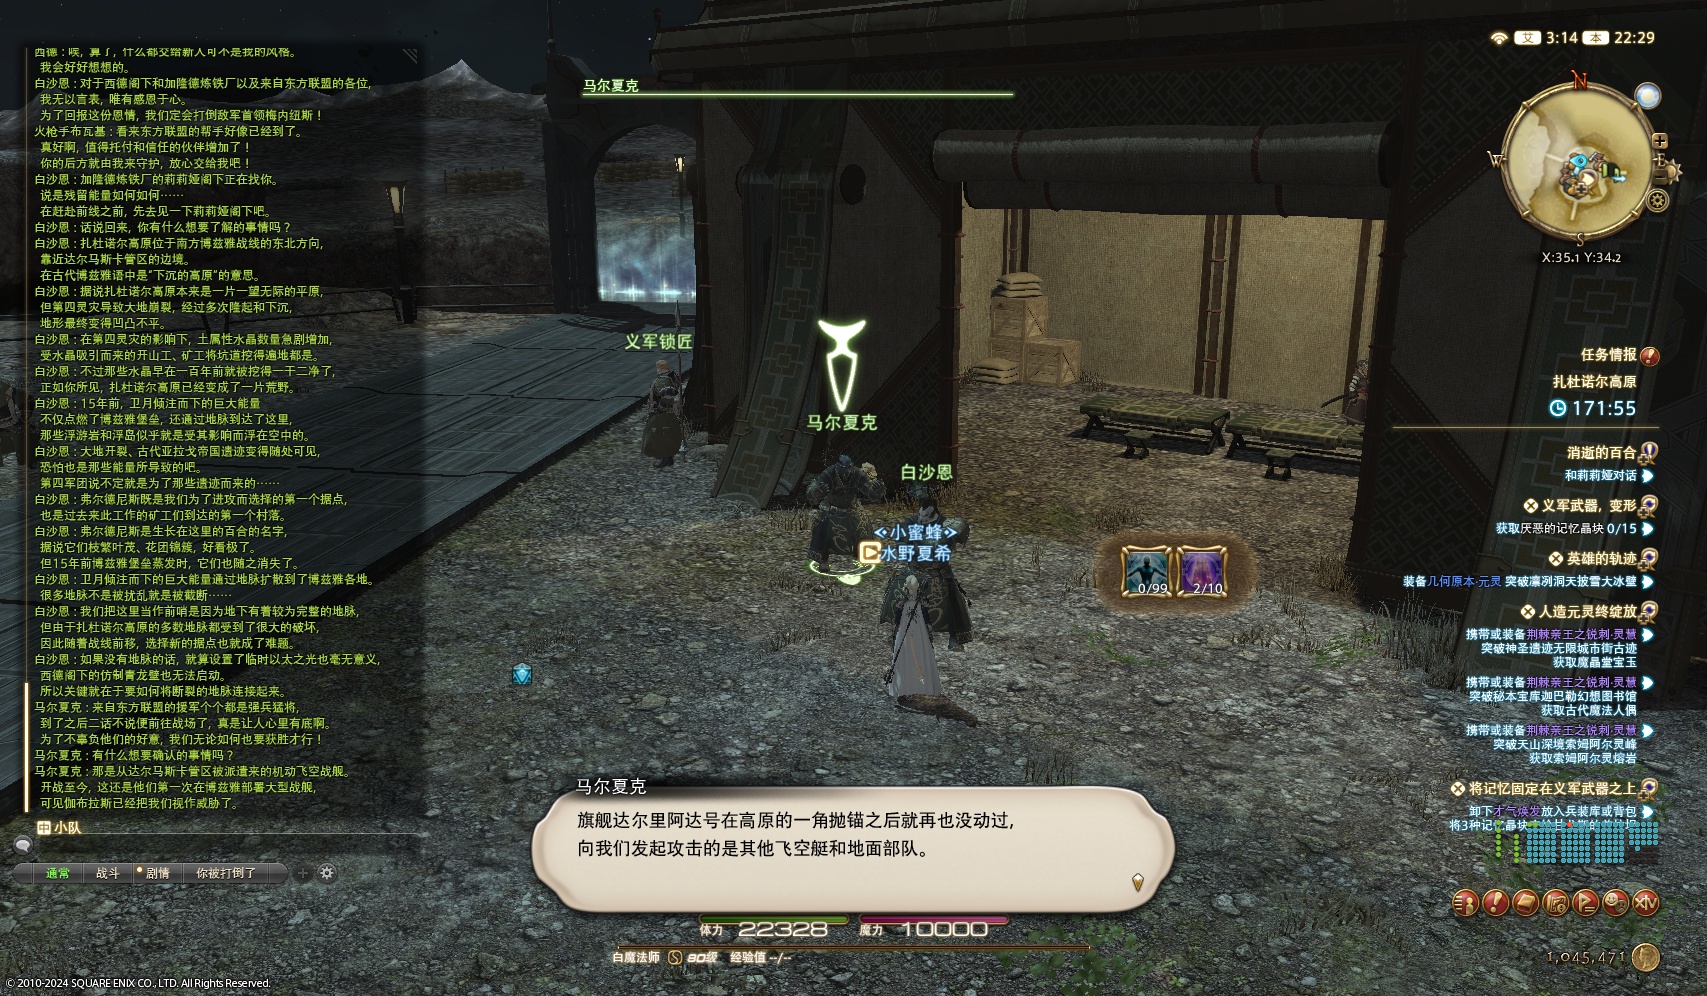 西德：唉，算了，什么都交给新人可不是我的风格。
我会好好想想的。
白沙恩：对于西德阁下和加隆德炼铁厂以及来自东方联盟的各位，
我无以言表，唯有感恩于心。
为了回报这份恩情，我们定会打倒敌军首领梅内纽斯！
火枪手布瓦基：看来东方联盟的帮手好像已经到了。
真好啊，值得托付和信任的伙伴增加了！
你的后方就由我来守护，放心交给我吧！
白沙恩：加隆德炼铁厂的莉莉娅阁下正在找你。
说是残留能量如何如何……
在赶赴前线之前，先去见一下莉莉娅阁下吧。
白沙恩：话说回来，你有什么想要了解的事情吗？
白沙恩：扎杜诺尔高原位于南方博兹雅战线的东北方向，
靠近达尔马斯卡管区的边境。
在古代博兹雅语中是“下沉的高原”的意思。
白沙恩：据说扎杜诺尔高原本来是一片一望无际的平原，
但第四灵灾导致大地崩裂，经过多次隆起和下沉，
地形最终变得凹凸不平。
白沙恩：在第四灵灾的影响下，土属性水晶数量急剧增加，
受水晶吸引而来的开山工、矿工将坑道挖得遍地都是。
白沙恩：不过那些水晶早在一百年前就被挖得一干二净了，
正如你所见，扎杜诺尔高原已经变成了一片荒野。
白沙恩：15年前，卫月倾注而下的巨大能量
不仅点燃了博兹雅堡垒，还通过地脉到达了这里，
那些浮游岩和浮岛似乎就是受其影响而浮在空中的。
白沙恩：大地开裂、古代亚拉戈帝国遗迹变得随处可见，
恐怕也是那些能量所导致的吧。
第四军团说不定就是为了那些遗迹而来的……
白沙恩：弗尔德尼斯既是我们为了进攻而选择的第一个据点，
也是过去来此工作的矿工们到达的第一个村落。
白沙恩：弗尔德尼斯是生长在这里的百合的名字，
据说它们枝繁叶茂、花团锦簇，好看极了。
但15年前博兹雅堡垒蒸发时，它们也随之消失了。
白沙恩：卫月倾注而下的巨大能量通过地脉扩散到了博兹雅各地。
很多地脉不是被扰乱就是被截断……
白沙恩：我们把这里当作前哨是因为地下有着较为完整的地脉，
但由于扎杜诺尔高原的多数地脉都受到了很大的破坏，
因此随着战线前移，选择新的据点也就成了难题。
白沙恩：如果没有地脉的话，就算设置了临时以太之光也毫无意义，
西德阁下的仿制青龙壁也无法启动。
所以关键就在于要如何将断裂的地脉连接起来。
马尔夏克：来自东方联盟的援军个个都是强兵猛将，
到了之后二话不说便前往战场了，真是让人心里有底啊。
为了不辜负他们的好意，我们无论如何也要获胜才行！
马尔夏克：有什么想要确认的事情吗？
马尔夏克：那是从达尔马斯卡管区被派遣来的机动飞空战舰。
开战至今，这还是他们第一次在博兹雅部署大型战舰，
可见伽布拉斯已经把我们视作威胁了。
小队
通常
战斗
剧情
你被打倒了
© 2010-2024 SQUARE ENIX CO., LTD. All Rights Reserved.
马尔夏克
义军锁匠
马尔夏克
白沙恩
«小蜜蜂»
水野夏希
0/99
2/10
马尔夏克
旗舰达尔里阿达号在高原的一角抛锚之后就再也没动过，
向我们发起攻击的是其他飞空艇和地面部队。
体力 22328 魔力 10000
白魔法师 80级 经验值 --/--
艾 3:14 本 22:29
N
W
E
S
X:35.1 Y:34.2
任务情报
扎杜诺尔高原
171:55
消逝的百合
和莉莉娅对话
义军武器，变形
获取厌恶的记忆晶块 0/15
英雄的轨迹
装备几何原本·元灵 突破凛冽洞天披雪大冰壁
人造元灵终绽放
携带或装备荆棘亲王之锐刺·灵慧
突破神圣遗迹无限城市街古迹
获取魔晶堂宝玉
携带或装备荆棘亲王之锐刺·灵慧
突破秘本宝库迦巴勒幻想图书馆
获取古代魔法人偶
携带或装备荆棘亲王之锐刺·灵慧
突破天山深境索姆阿尔灵峰
获取索姆阿尔灵熔岩
将记忆固定在义军武器之上
卸下才气焕发放入兵装库或背包
将3种记忆晶块
XIV
1,045,471